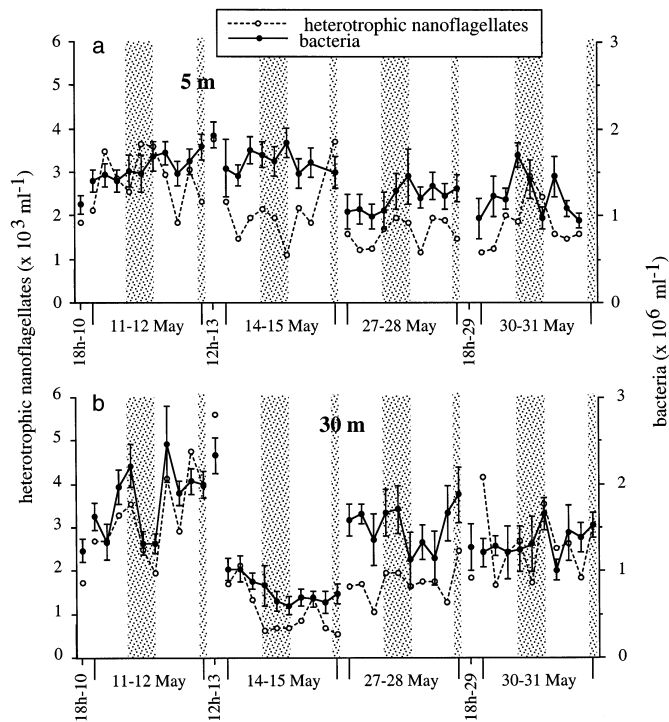 heterotrophic nanoflagellates
bacteria
a
5 m
6
5
4
3
2
1
0
3
2
1
0
18h-10
11-12 May
12h-13
14-15 May
27-28 May
18h-29
30-31 May
heterotrophic nanoflagellates (x 10³ ml⁻¹)
bacteria (x 10⁶ ml⁻¹)
b
30 m
6
5
4
3
2
1
0
3
2
1
0
18h-10
11-12 May
12h-13
14-15 May
27-28 May
18h-29
30-31 May